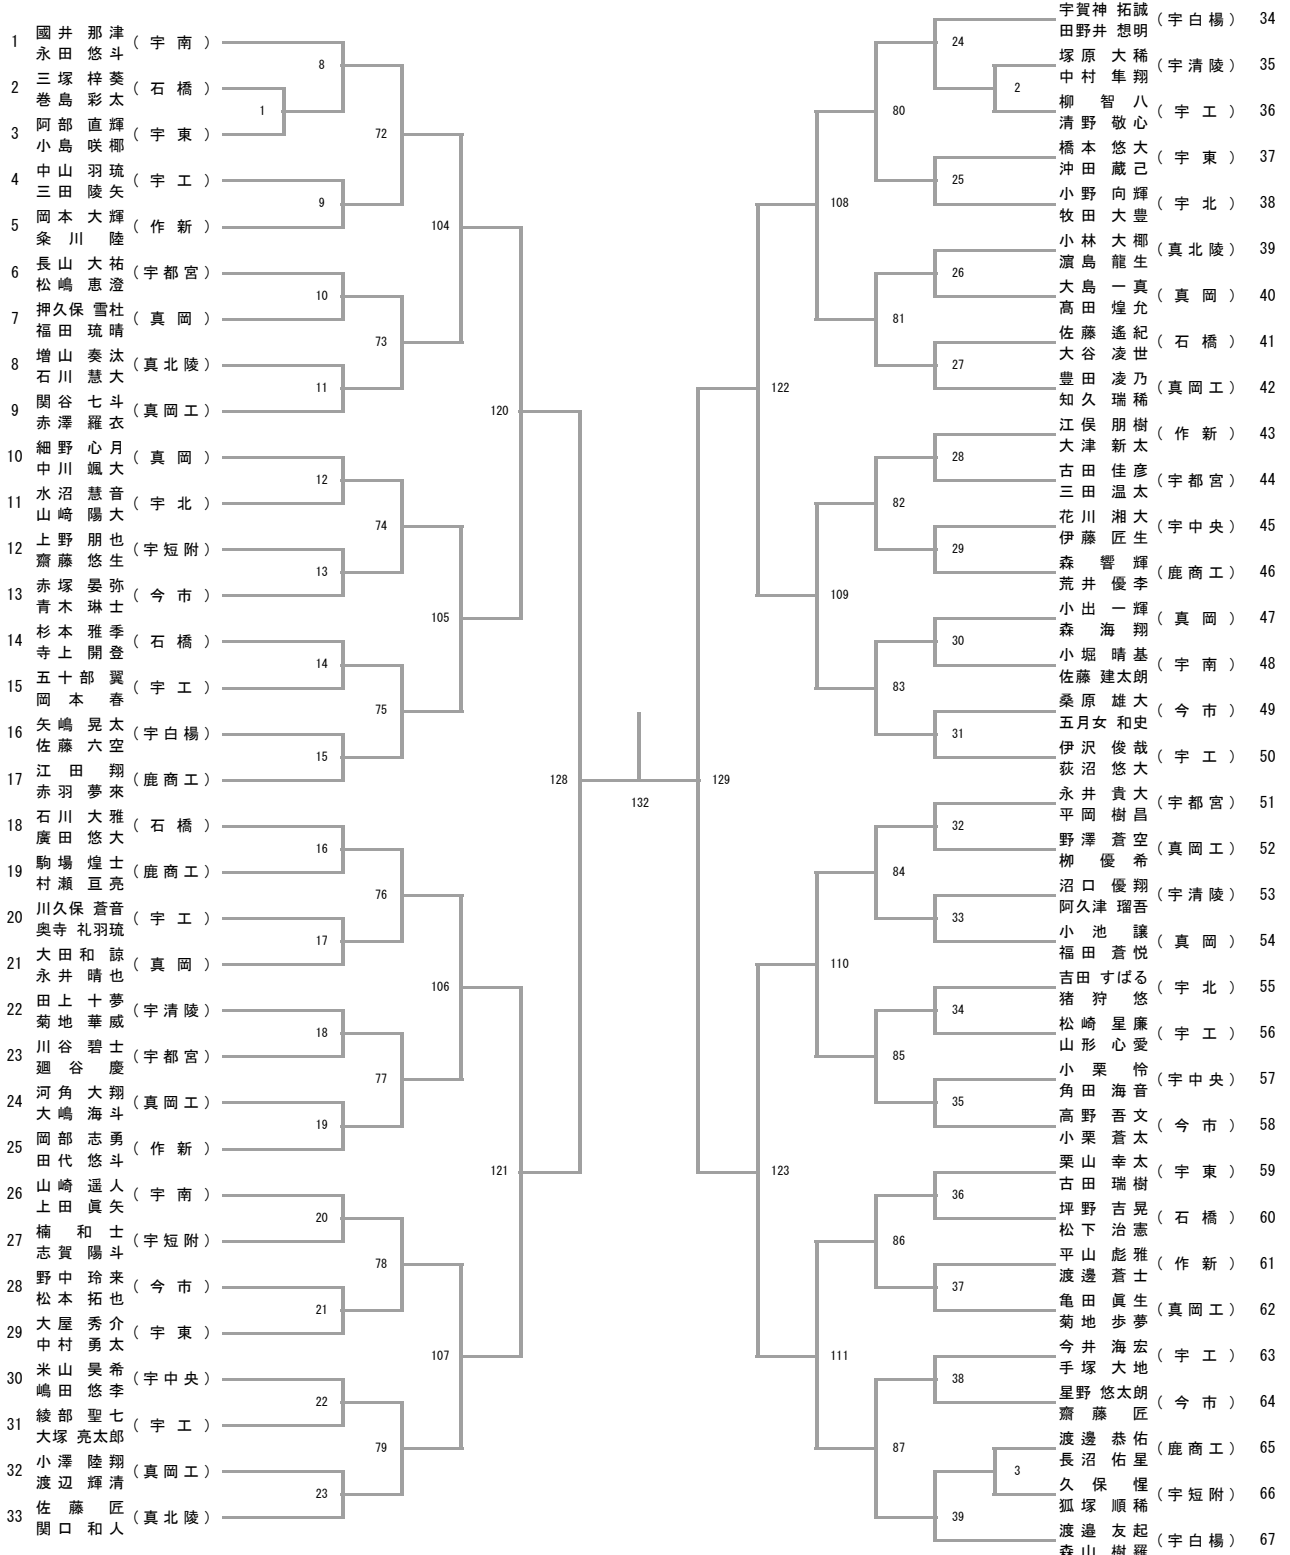 1 國井 那津 (宇南)
永田 悠斗
2 三塚 梓葵 (石橋)
巻島 彩太
3 阿部 直輝 (宇東)
小島 咲椰
4 中山 羽琉 (宇工)
三田 陵矢
5 岡本 大輝 (作新)
粂川 陸
6 長山 大祐 (宇都宮)
松嶋 恵澄
7 押久保 雪杜 (真岡)
福田 琉晴
8 増山 奏汰 (真北陵)
石川 慧大
9 関谷 七斗 (真岡工)
赤澤 羅衣
10 細野 心月 (真岡)
中川 颯大
11 水沼 慧音 (宇北)
山﨑 陽大
12 上野 朋也 (宇短附)
齋藤 悠生
13 赤塚 晏弥 (今市)
青木 琳士
14 杉本 雅季 (石橋)
寺上 開登
15 五十部 翼 (宇工)
岡本 春
16 矢嶋 晃太 (宇白楊)
佐藤 六空
17 江田 翔 (鹿商工)
赤羽 夢來
18 石川 大雅 (石橋)
廣田 悠大
19 駒場 煌士 (鹿商工)
村瀬 亘亮
20 川久保 蒼音 (宇工)
奥寺 礼羽琉
21 大田和 諒 (真岡)
永井 晴也
22 田上 十夢 (宇清陵)
菊地 華威
23 川谷 碧士 (宇都宮)
廻谷 慶
24 河角 大翔 (真岡工)
大嶋 海斗
25 岡部 志勇 (作新)
田代 悠斗
26 山崎 遥人 (宇南)
上田 眞矢
27 楠 和士 (宇短附)
志賀 陽斗
28 野中 玲来 (今市)
松本 拓也
29 大屋 秀介 (宇東)
中村 勇太
30 米山 昊希 (宇中央)
嶋田 悠李
31 綾部 聖七 (宇工)
大塚 亮太郎
32 小澤 陸翔 (真岡工)
渡辺 輝清
33 佐藤 匠 (真北陵)
関口 和人
1
8
9
10
11
12
13
14
15
16
17
18
19
20
21
22
23
72
73
74
75
76
77
78
79
104
105
106
107
120
121
128
132
129
122
123
108
109
110
111
80
81
82
83
84
85
86
87
24
25
26
27
28
29
30
31
32
33
34
35
36
37
38
39
2
3
宇賀神 拓誠 (宇白楊) 34
田野井 想明
塚原 大稀 (宇清陵) 35
中村 隼翔
柳 智八 (宇工) 36
清野 敬心
橋本 悠大 (宇東) 37
沖田 蔵己
小野 向輝 (宇北) 38
牧田 大豊
小林 大椰 (真北陵) 39
濵島 龍生
大島 一真 (真岡) 40
髙田 煌允
佐藤 遙紀 (石橋) 41
大谷 凌世
豊田 凌乃 (真岡工) 42
知久 瑞稀
江俣 朋樹 (作新) 43
大津 新太
古田 佳彦 (宇都宮) 44
三田 温太
花川 湘大 (宇中央) 45
伊藤 匠生
森 響輝 (鹿商工) 46
荒井 優李
小出 一輝 (真岡) 47
森 海翔
小堀 晴基 (宇南) 48
佐藤 建太朗
桑原 雄大 (今市) 49
五月女 和史
伊沢 俊哉 (宇工) 50
荻沼 悠大
永井 貴大 (宇都宮) 51
平岡 樹昌
野澤 蒼空 (真岡工) 52
栁 優希
沼口 優翔 (宇清陵) 53
阿久津 瑠吾
小池 譲 (真岡) 54
福田 蒼悦
吉田 すばる (宇北) 55
猪狩 悠
松崎 星廉 (宇工) 56
山形 心愛
小栗 怜 (宇中央) 57
角田 海音
高野 吾文 (今市) 58
小栗 蒼太
栗山 幸太 (宇東) 59
古田 瑞樹
坪野 吉晃 (石橋) 60
松下 治憲
平山 彪雅 (作新) 61
渡邊 蒼士
亀田 眞生 (真岡工) 62
菊地 歩夢
今井 海宏 (宇工) 63
手塚 大地
星野 悠太朗 (今市) 64
齋藤 匠
渡邊 恭佑 (鹿商工) 65
長沼 佑星
久保 惺 (宇短附) 66
狐塚 順稀
渡邉 友起 (宇白楊) 67
森山 樹羅